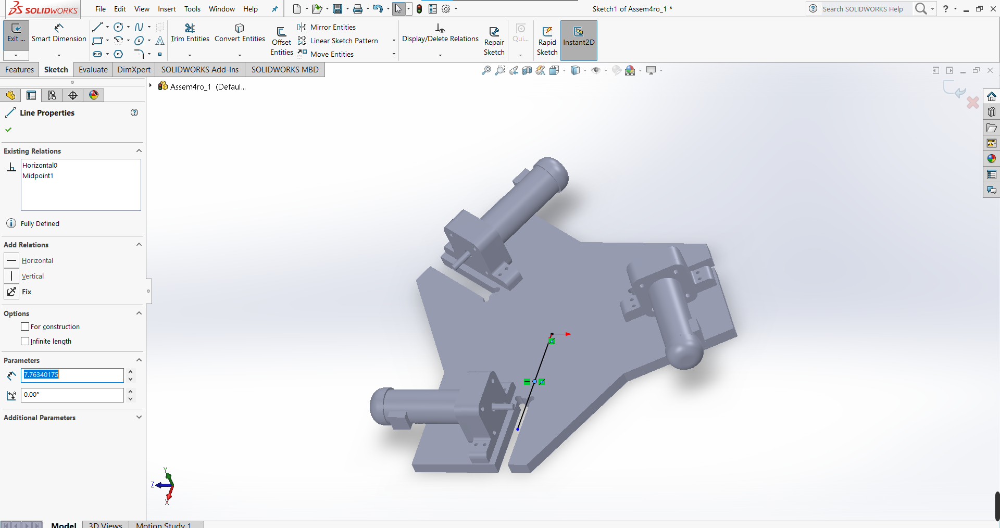 SOLIDWORKS
File Edit View Insert Tools Window Help
Sketch1 of Assem4ro_1 *
Search SOLIDWORKS Help
Exit ...
Smart Dimension
Trim Entities
Convert Entities
Offset Entities
Mirror Entities
Linear Sketch Pattern
Move Entities
Display/Delete Relations
Repair Sketch
Qui...
Rapid Sketch
Instant2D
Features Sketch Evaluate DimXpert SOLIDWORKS Add-Ins SOLIDWORKS MBD
Assem4ro_1 (Defaul...
Line Properties
Existing Relations
Horizontal0
Midpoint1
Fully Defined
Add Relations
Horizontal
Vertical
Fix
Options
For construction
Infinite length
Parameters
7.76340175
0.00°
Additional Parameters
Y
Z
X
Model 3D Views Motion Study 1